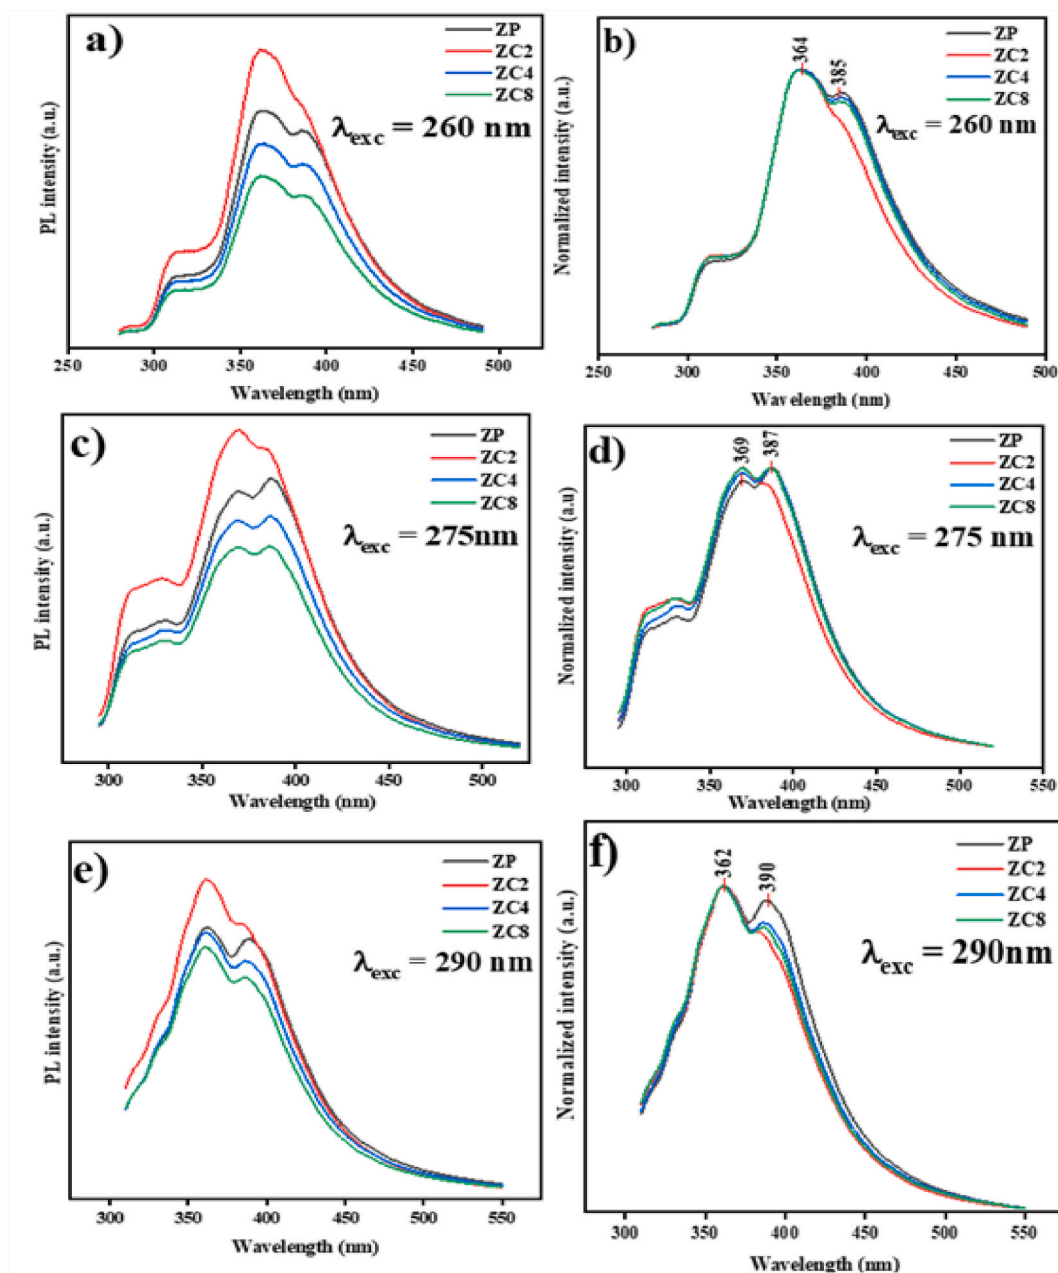 a)
ZP
ZC2
ZC4
ZC8
λexc = 260 nm
PL intensity (a.u.)
250 300 350 400 450 500
Wavelength (nm)
b)
364
385
ZP
ZC2
ZC4
ZC8
λexc = 260 nm
Normalized intensity (a.u.)
250 300 350 400 450 500
Wavelength (nm)
c)
ZP
ZC2
ZC4
ZC8
λexc = 275nm
PL intensity (a.u.)
300 350 400 450 500
Wavelength (nm)
d)
369
387
ZP
ZC2
ZC4
ZC8
λexc = 275 nm
Normalized intensity (a.u)
300 350 400 450 500 550
Wavelength (nm)
e)
ZP
ZC2
ZC4
ZC8
λexc = 290 nm
PL intensity (a.u.)
300 350 400 450 500 550
Wavelength (nm)
f)
362
390
ZP
ZC2
ZC4
ZC8
λexc = 290nm
Normalized intensity (a.u.)
300 350 400 450 500 550
Wavelength (nm)